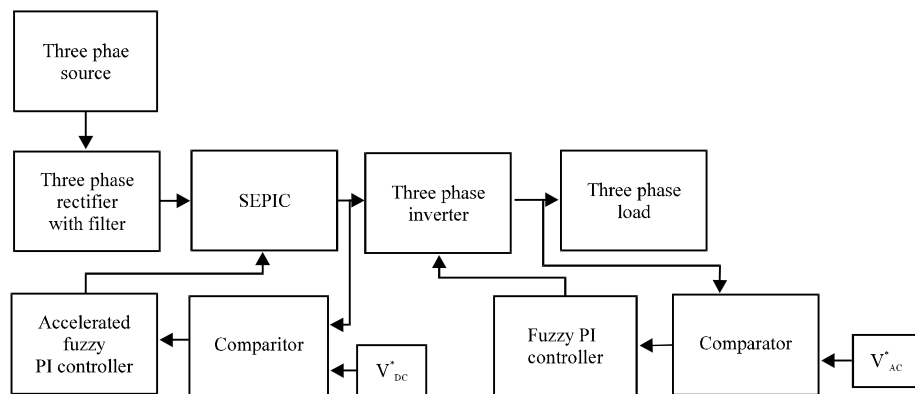 Three phae
source
Three phase
rectifier
with filter
SEPIC
Three phase
inverter
Three phase
load
Accelerated
fuzzy
PI controller
Comparitor
V*DC
Fuzzy PI
controller
Comparator
V*AC